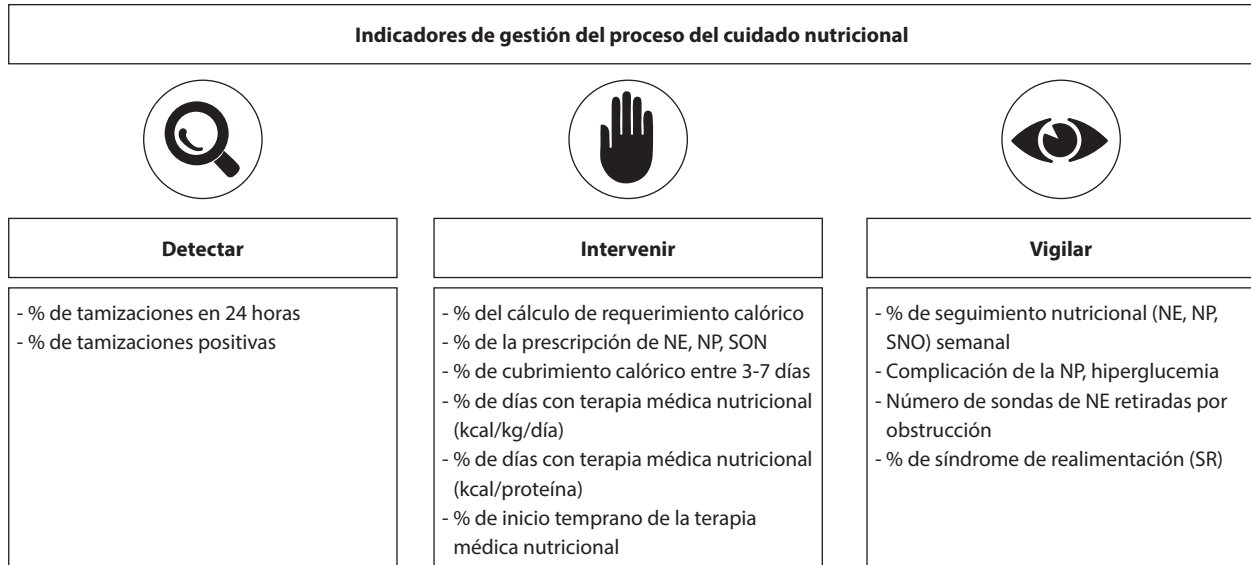 Indicadores de gestión del proceso del cuidado nutricional
Detectar
- % de tamizaciones en 24 horas
- % de tamizaciones positivas
Intervenir
- % del cálculo de requerimiento calórico
- % de la prescripción de NE, NP, SON
- % de cubrimiento calórico entre 3-7 días
- % de días con terapia médica nutricional
(kcal/kg/día)
- % de días con terapia médica nutricional
(kcal/proteína)
- % de inicio temprano de la terapia
médica nutricional
Vigilar
- % de seguimiento nutricional (NE, NP,
SNO) semanal
- Complicación de la NP, hiperglucemia
- Número de sondas de NE retiradas por
obstrucción
- % de síndrome de realimentación (SR)